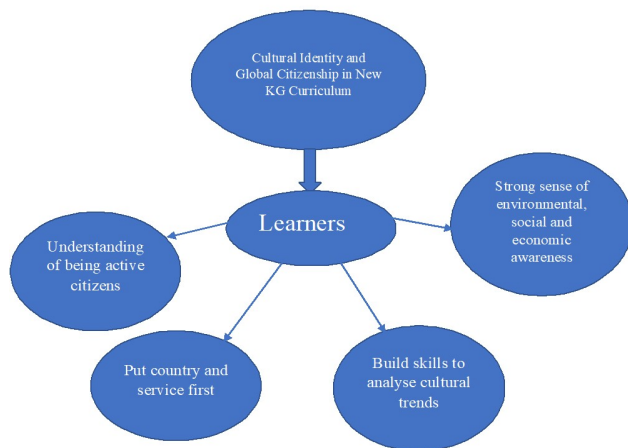 Cultural Identity and
Global Citizenship in New
KG Curriculum
Learners
Strong sense of
environmental,
social and
economic
awareness
Understanding
of being active
citizens
Put country and
service first
Build skills to
analyse cultural
trends